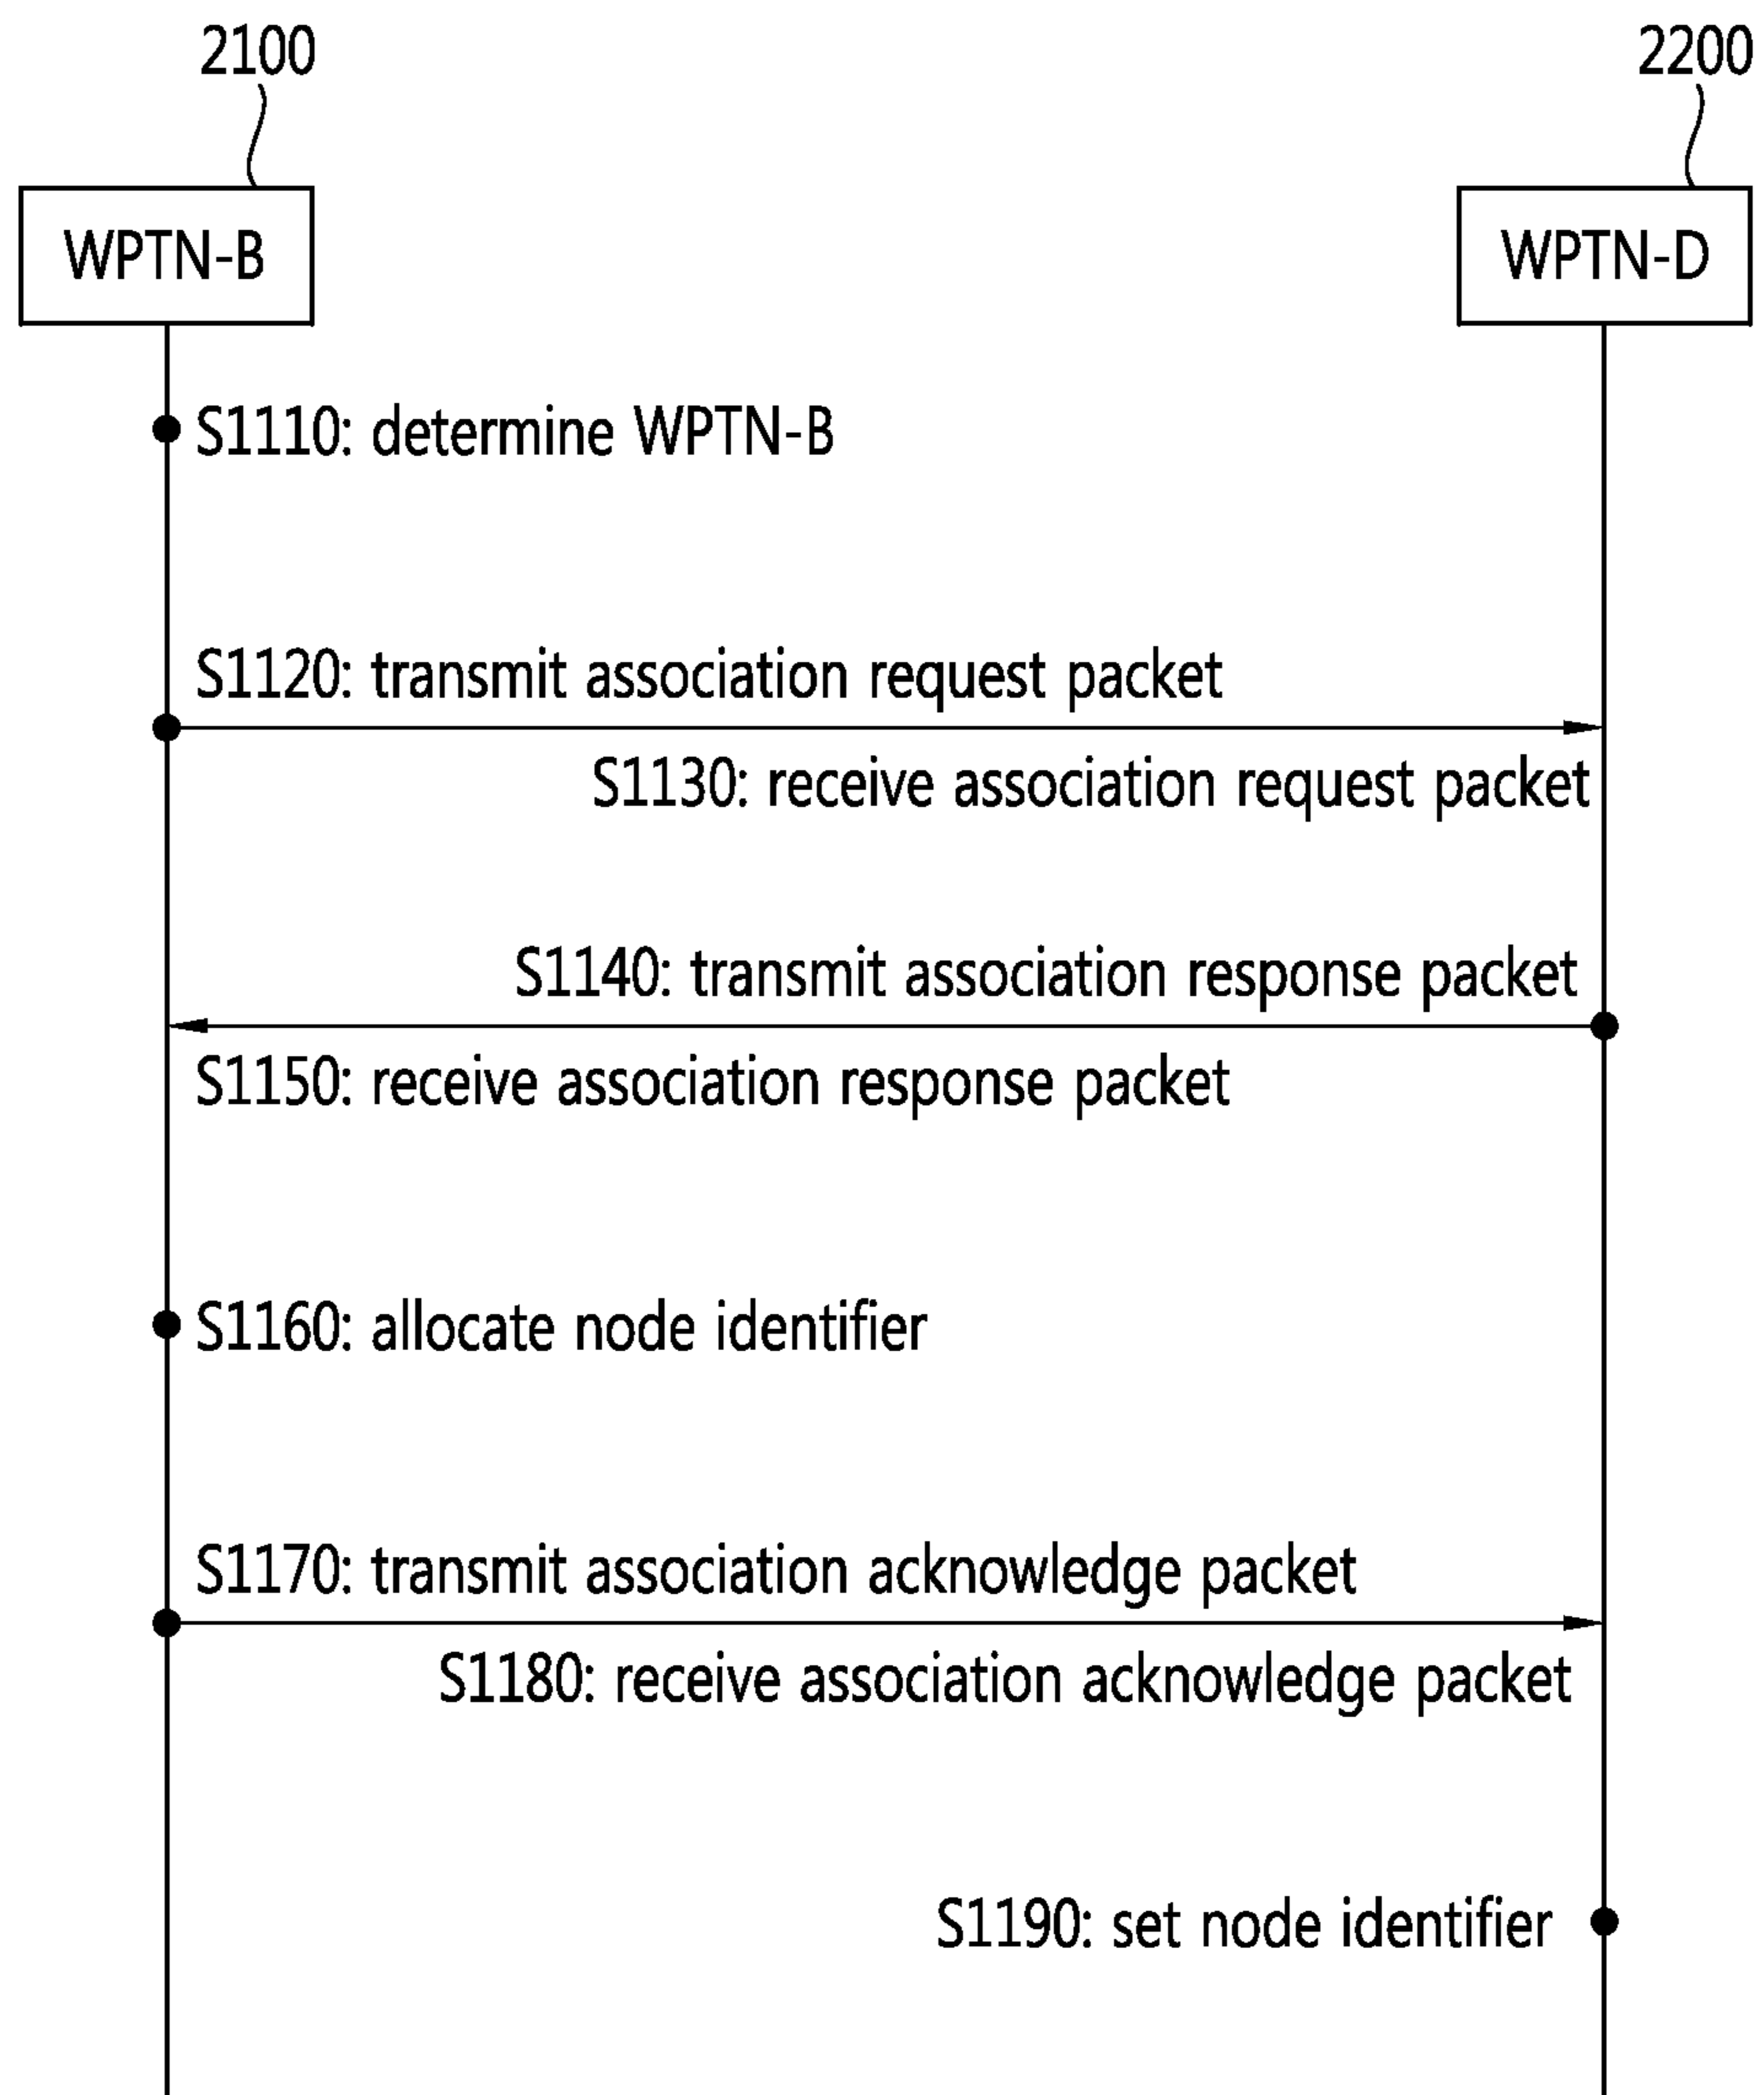 2100
2200
WPTN-B
WPTN-D
S1110: determine WPTN-B
S1120: transmit association request packet
S1130: receive association request packet
S1140: transmit association response packet
S1150: receive association response packet
S1160: allocate node identifier
S1170: transmit association acknowledge packet
S1180: receive association acknowledge packet
S1190: set node identifier